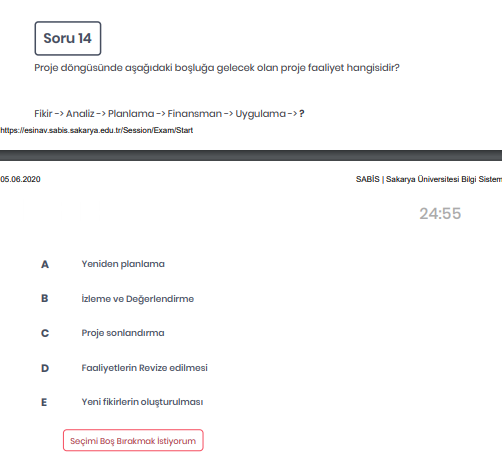 Soru 14
Proje döngüsünde aşağıdaki boşluğa gelecek olan proje faaliyet hangisidir?
Fikir -> Analiz -> Planlama -> Finansman -> Uygulama -> ?
https://esinav.sabis.sakarya.edu.tr/Session/Exam/Start
05.06.2020 SABİS | Sakarya Üniversitesi Bilgi Sistem
24:55
A Yeniden planlama
B İzleme ve Değerlendirme
C Proje sonlandırma
D Faaliyetlerin Revize edilmesi
E Yeni fikirlerin oluşturulması
Seçimi Boş Bırakmak İstiyorum